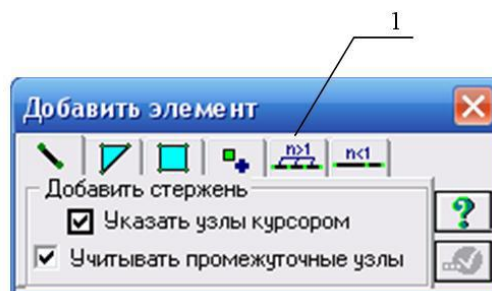 1
Добавить элемент
n>1
n<1
Добавить стержень
Указать узлы курсором
Учитывать промежуточные узлы
?